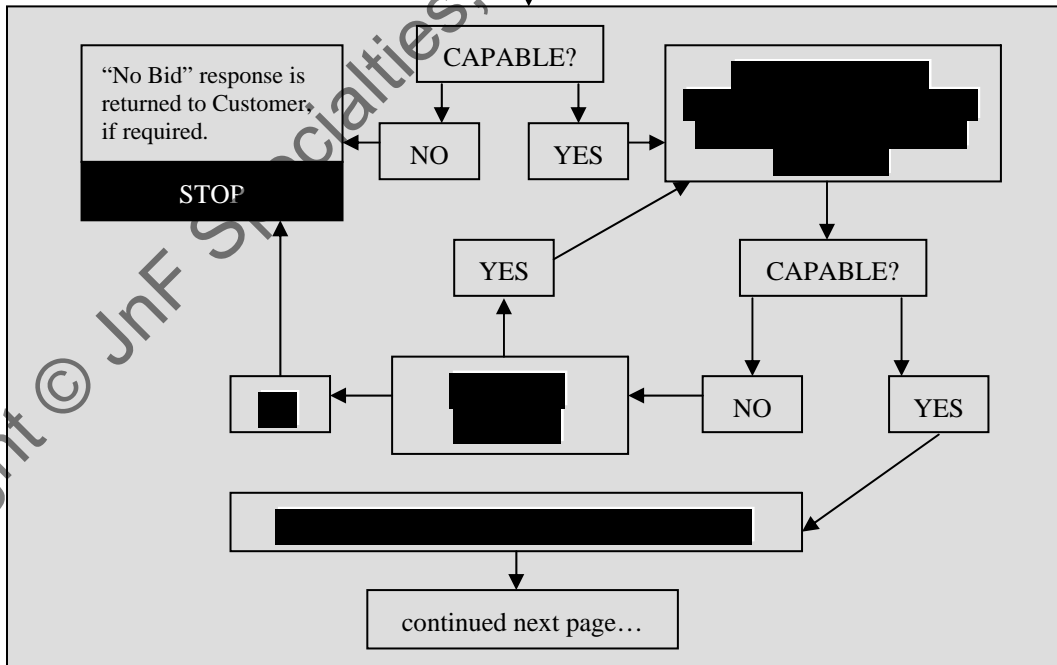 CAPABLE?
“No Bid” response is
returned to Customer,
if required.
STOP
NO
YES
YES
CAPABLE?
NO
YES
continued next page…
© JnF Specialties,